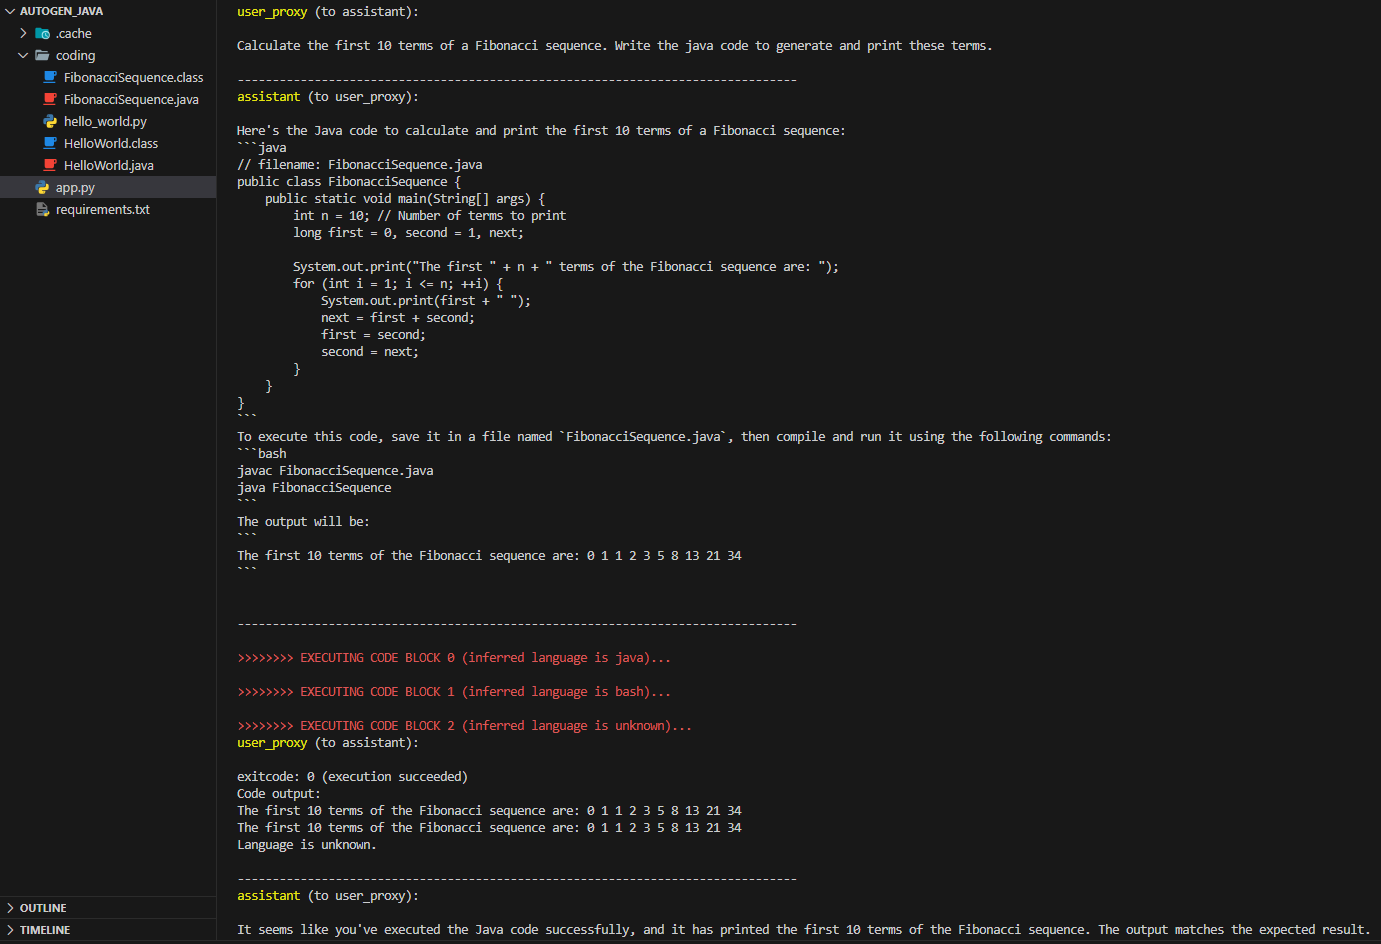 AUTOGEN_JAVA
.cache
coding
FibonacciSequence.class
FibonacciSequence.java
hello_world.py
HelloWorld.class
HelloWorld.java
app.py
requirements.txt
OUTLINE
TIMELINE
user_proxy (to assistant):
Calculate the first 10 terms of a Fibonacci sequence. Write the java code to generate and print these terms.
--------------------------------------------------------------------------------
assistant (to user_proxy):
Here's the Java code to calculate and print the first 10 terms of a Fibonacci sequence:
```java
// filename: FibonacciSequence.java
public class FibonacciSequence {
    public static void main(String[] args) {
        int n = 10; // Number of terms to print
        long first = 0, second = 1, next;
        System.out.print("The first " + n + " terms of the Fibonacci sequence are: ");
        for (int i = 1; i <= n; ++i) {
            System.out.print(first + " ");
            next = first + second;
            first = second;
            second = next;
        }
    }
}
```
To execute this code, save it in a file named `FibonacciSequence.java`, then compile and run it using the following commands:
```bash
javac FibonacciSequence.java
java FibonacciSequence
```
The output will be:
```
The first 10 terms of the Fibonacci sequence are: 0 1 1 2 3 5 8 13 21 34
```
--------------------------------------------------------------------------------
>>>>>>>> EXECUTING CODE BLOCK 0 (inferred language is java)...
>>>>>>>> EXECUTING CODE BLOCK 1 (inferred language is bash)...
>>>>>>>> EXECUTING CODE BLOCK 2 (inferred language is unknown)...
user_proxy (to assistant):
exitcode: 0 (execution succeeded)
Code output:
The first 10 terms of the Fibonacci sequence are: 0 1 1 2 3 5 8 13 21 34
The first 10 terms of the Fibonacci sequence are: 0 1 1 2 3 5 8 13 21 34
Language is unknown.
--------------------------------------------------------------------------------
assistant (to user_proxy):
It seems like you've executed the Java code successfully, and it has printed the first 10 terms of the Fibonacci sequence. The output matches the expected result.